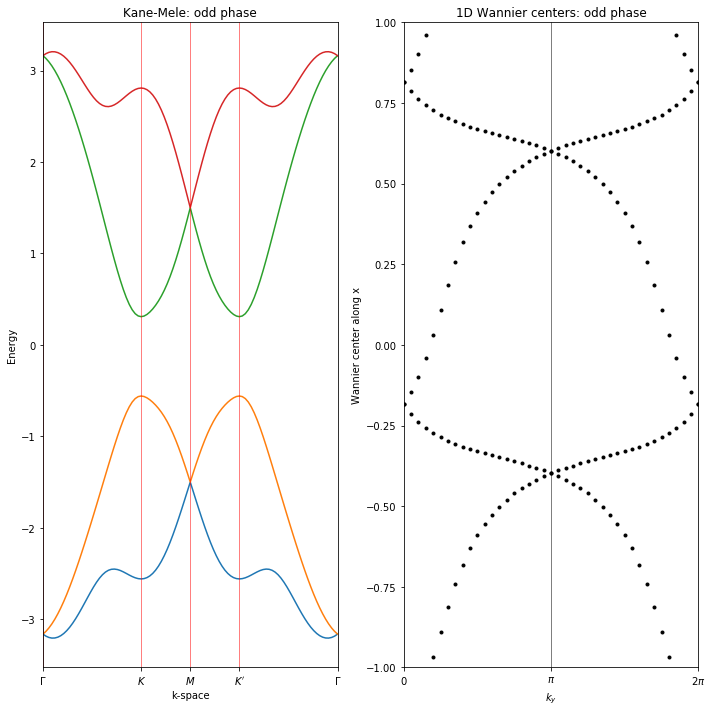 Kane-Mele: odd phase
Energy
3
2
1
0
−1
−2
−3
Γ K M K′ Γ
k-space
1D Wannier centers: odd phase
Wannier center along x
1.00
0.75
0.50
0.25
0.00
−0.25
−0.50
−0.75
−1.00
0 π 2π
k_y